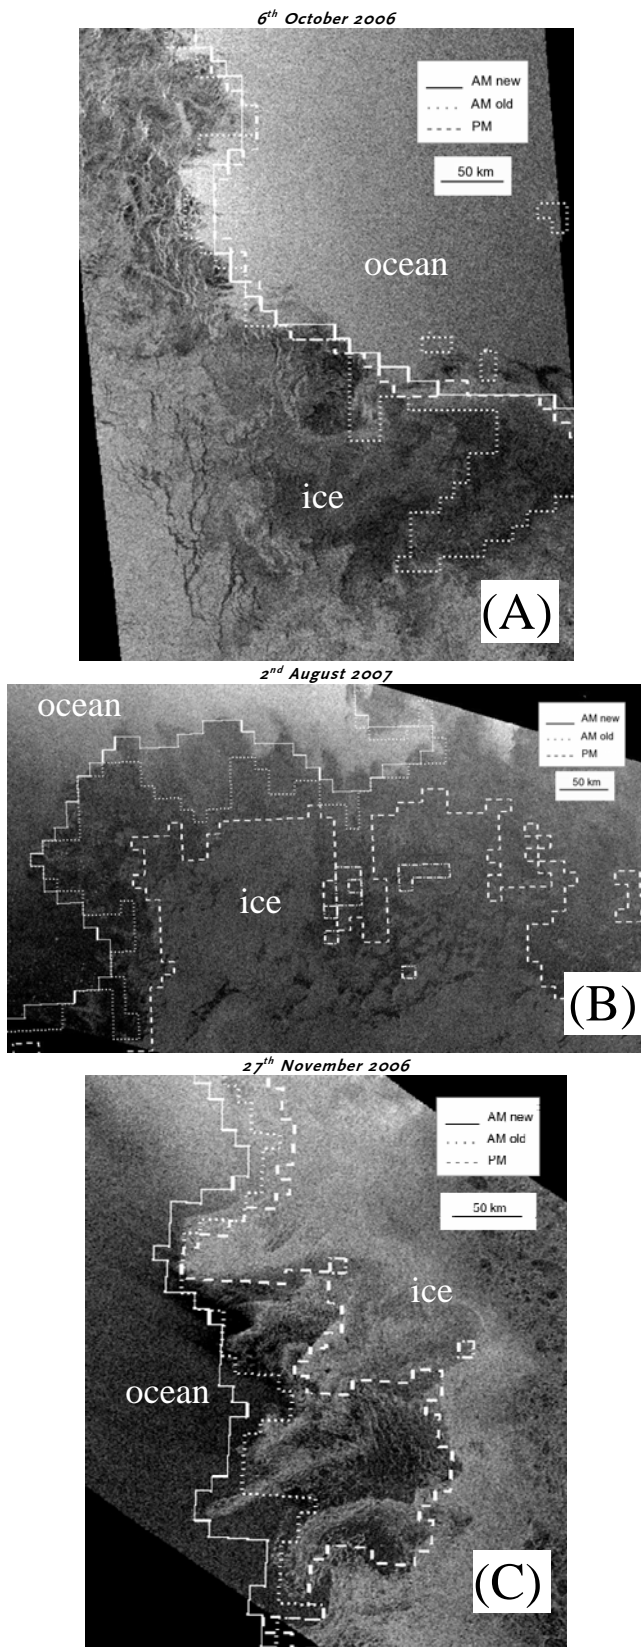 6th October 2006
AM new
AM old
PM
50 km
ocean
ice
(A)
2nd August 2007
ocean
AM new
AM old
PM
50 km
ice
(B)
27th November 2006
AM new
AM old
PM
50 km
ice
ocean
(C)